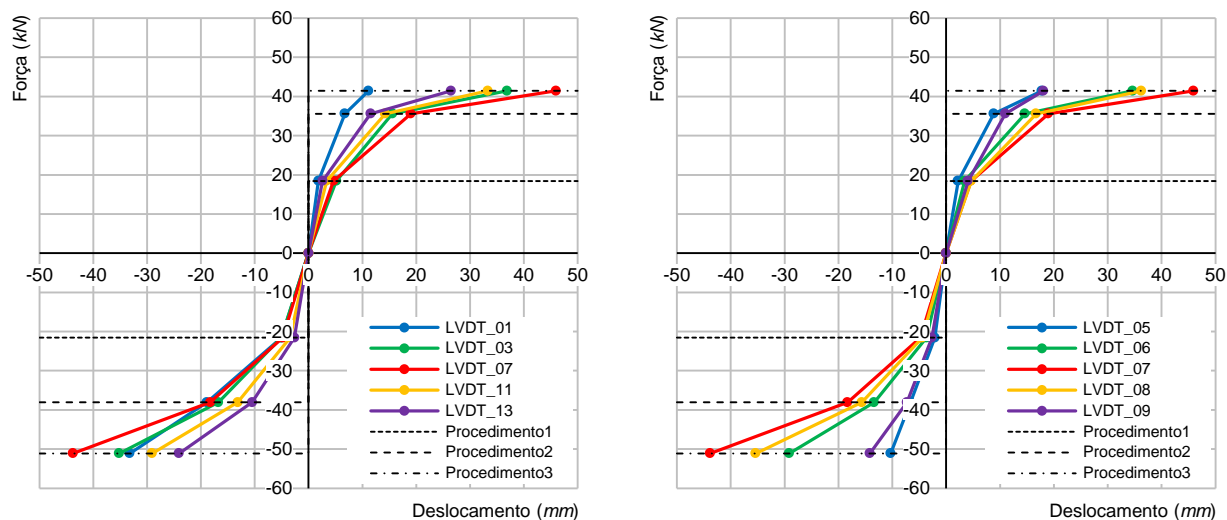 Força (kN)
60
50
40
30
20
10
0
-50 -40 -30 -20 -10 0 10 20 30 40 50
-10
-20
-30
-40
-50
-60
LVDT_01
LVDT_03
LVDT_07
LVDT_11
LVDT_13
Procedimento1
Procedimento2
Procedimento3
Deslocamento (mm)
Força (kN)
60
50
40
30
20
10
0
-50 -40 -30 -20 -10 0 10 20 30 40 50
-10
-20
-30
-40
-50
-60
LVDT_05
LVDT_06
LVDT_07
LVDT_08
LVDT_09
Procedimento1
Procedimento2
Procedimento3
Deslocamento (mm)